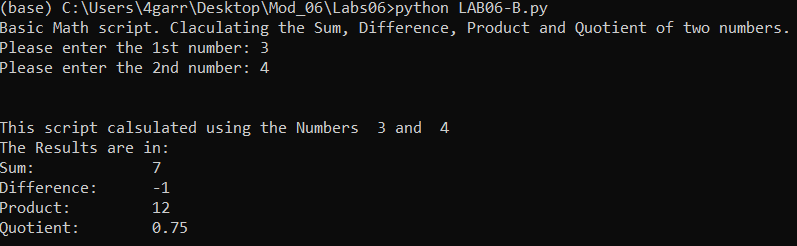 (base) C:\Users\4garr\Desktop\Mod_06\Labs06>python LAB06-B.py
Basic Math script. Claculating the Sum, Difference, Product and Quotient of two numbers.
Please enter the 1st number: 3
Please enter the 2nd number: 4
This script calsulated using the Numbers  3 and  4
The Results are in:
Sum:             7
Difference:      -1
Product:         12
Quotient:        0.75